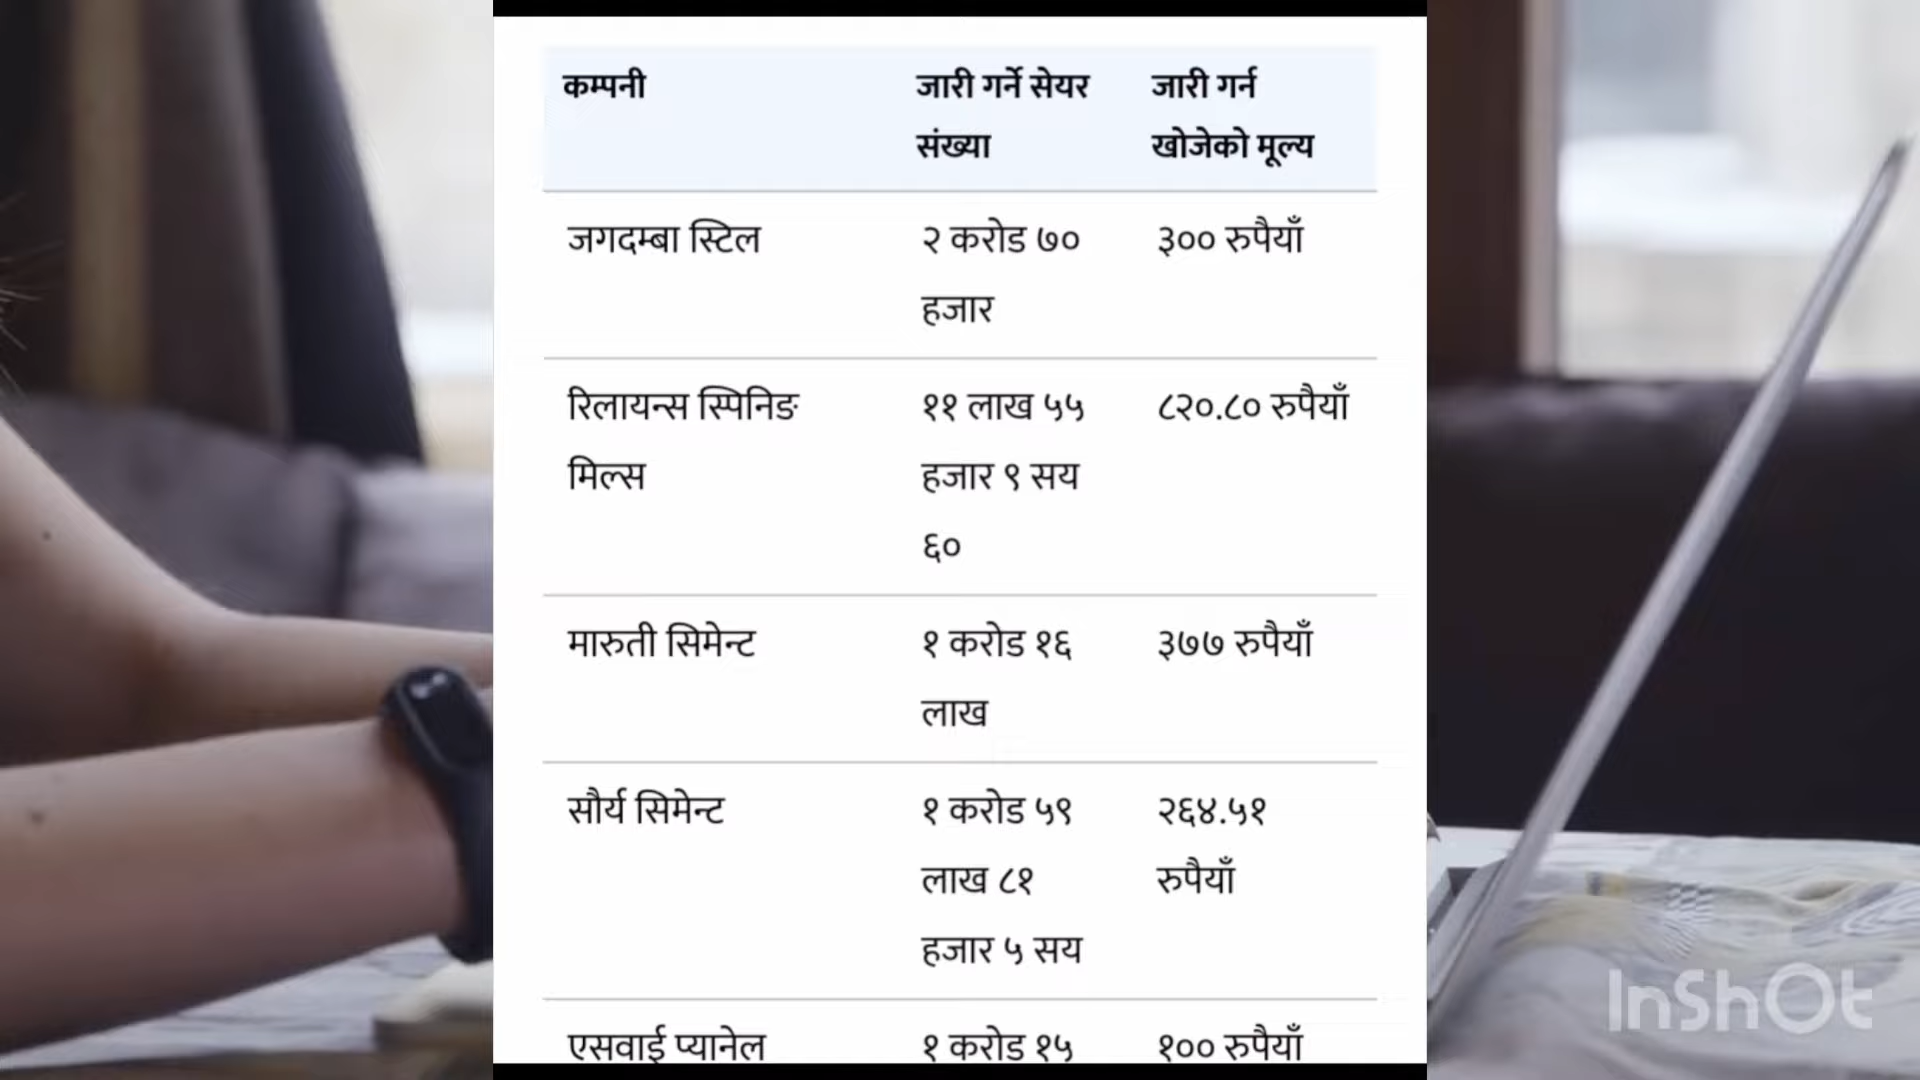 कम्पनी जारी गर्ने सेयर जारी गर्न
संख्या खोजेको मूल्य
जगदम्बा स्टिल २ करोड ७० ३०० रुपैयाँ
हजार
रिलायन्स स्पिनिङ ११ लाख ५५ ८२०.८० रुपैयाँ
मिल्स हजार ९ सय
६०
मारुती सिमेन्ट १ करोड १६ ३७७ रुपैयाँ
लाख
सौर्य सिमेन्ट १ करोड ५९ २६४.५१
लाख ८१ रुपैयाँ
हजार ५ सय
एसवाई प्यानेल १ करोड १५ १०० रुपैयाँ
InShOt